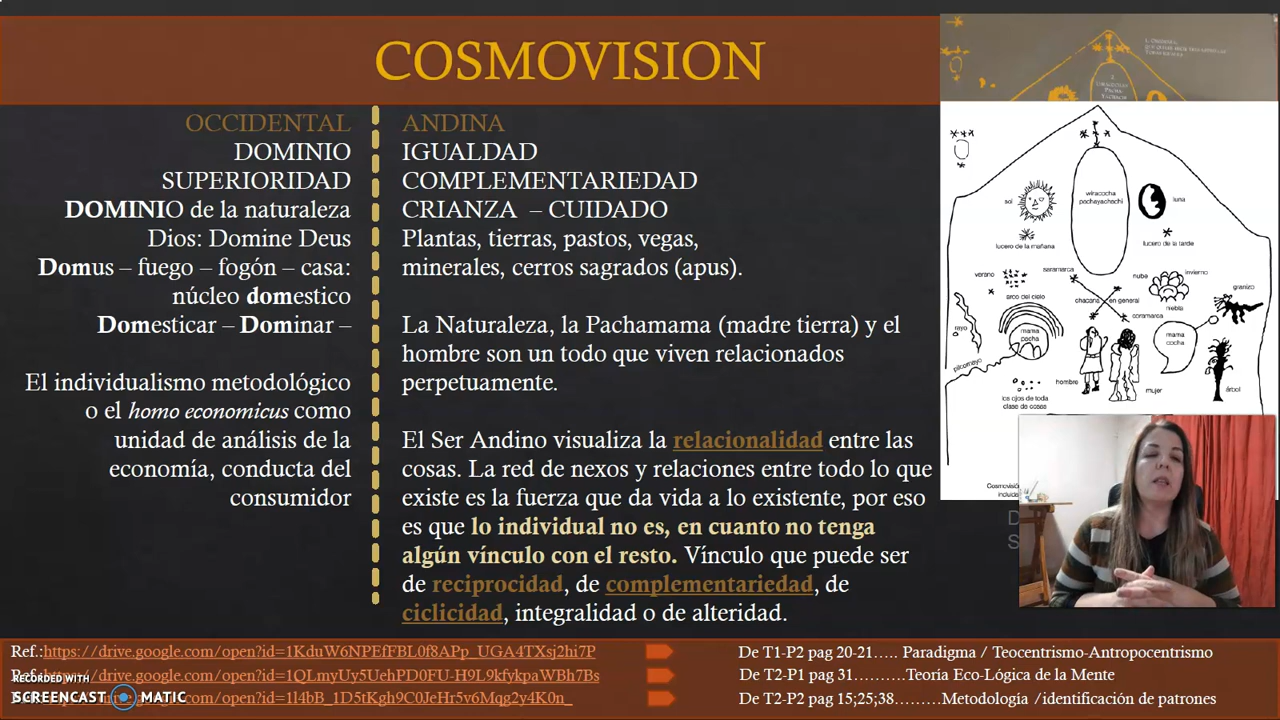 COSMOVISION
OCCIDENTAL
DOMINIO
SUPERIORIDAD
DOMINIO de la naturaleza
Dios: Domine Deus
Domus – fuego – fogón – casa:
núcleo domestico
Domesticar – Dominar –
El individualismo metodológico
o el homo economicus como
unidad de análisis de la
economía, conducta del
consumidor
ANDINA
IGUALDAD
COMPLEMENTARIEDAD
CRIANZA – CUIDADO
Plantas, tierras, pastos, vegas,
minerales, cerros sagrados (apus).
La Naturaleza, la Pachamama (madre tierra) y el
hombre son un todo que viven relacionados
perpetuamente.
El Ser Andino visualiza la relacionalidad entre las
cosas. La red de nexos y relaciones entre todo lo que
existe es la fuerza que da vida a lo existente, por eso
es que lo individual no es, en cuanto no tenga
algún vínculo con el resto. Vínculo que puede ser
de reciprocidad, de complementariedad, de
ciclicidad, integralidad o de alteridad.
wiracocha
pachayachachi
sol
luna
lucero de la mañana
lucero de la tarde
verano
saramarca
nube
invierno
granizo
arco del cielo
chacana
en general
niebla
coramarca
rayo
mama
cocha
mama
cocha
pilcomayo
hombre
mujer
árbol
los ojos de toda
clase de cosas
Ref.:https://drive.google.com/open?id=1KduW6NPEfFBL0f8APp_UGA4TXsj2hi7P
De T1-P2 pag 20-21….. Paradigma / Teocentrismo-Antropocentrismo
De T2-P1 pag 31………Teoría Eco-Lógica de la Mente
De T2-P2 pag 15;25;38………Metodología /identificación de patrones
RECORDED WITH
SCREENCAST MATIC